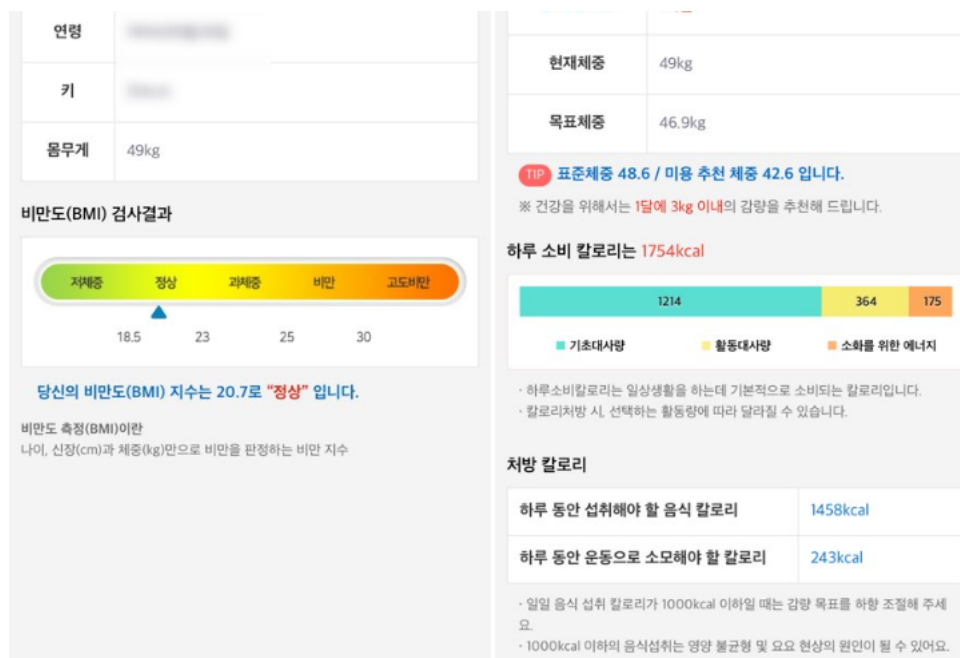 연령
키
몸무게 49kg
비만도(BMI) 검사결과
저체중 정상 과체중 비만 고도비만
18.5 23 25 30
당신의 비만도(BMI) 지수는 20.7로 “정상” 입니다.
비만도 측정(BMI)이란
나이, 신장(cm)과 체중(kg)만으로 비만을 판정하는 비만 지수
현재체중 49kg
목표체중 46.9kg
TIP 표준체중 48.6 / 미용 추천 체중 42.6 입니다.
※ 건강을 위해서는 1달에 3kg 이내의 감량을 추천해 드립니다.
하루 소비 칼로리는 1754kcal
1214 364 175
기초대사량 활동대사량 소화를 위한 에너지
· 하루소비칼로리는 일상생활을 하는데 기본적으로 소비되는 칼로리입니다.
· 칼로리처방 시, 선택하는 활동량에 따라 달라질 수 있습니다.
처방 칼로리
하루 동안 섭취해야 할 음식 칼로리 1458kcal
하루 동안 운동으로 소모해야 할 칼로리 243kcal
· 일일 음식 섭취 칼로리가 1000kcal 이하일 때는 감량 목표를 하향 조절해 주세
요.
· 1000kcal 이하의 음식섭취는 영양 불균형 및 요요 현상의 원인이 될 수 있어요.